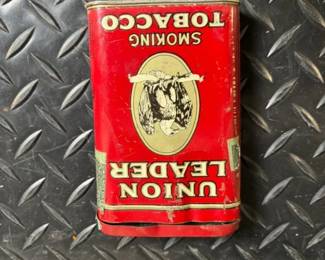 UNION
LEADER
SMOKING
TOBACCO